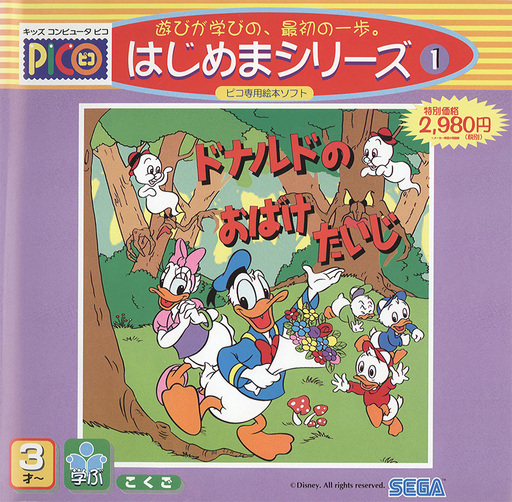 キッズ コンピュータ ピコ
PiCO ピコ
遊びが学びの、最初の一歩。
はじめまシリーズ 1
ピコ専用絵本ソフト
特別価格
2,980円
(税別)
ドナルドの
おばけ
たいじ
3
才〜
学ぶ
こくご
©Disney. All rights reserved.
SEGA